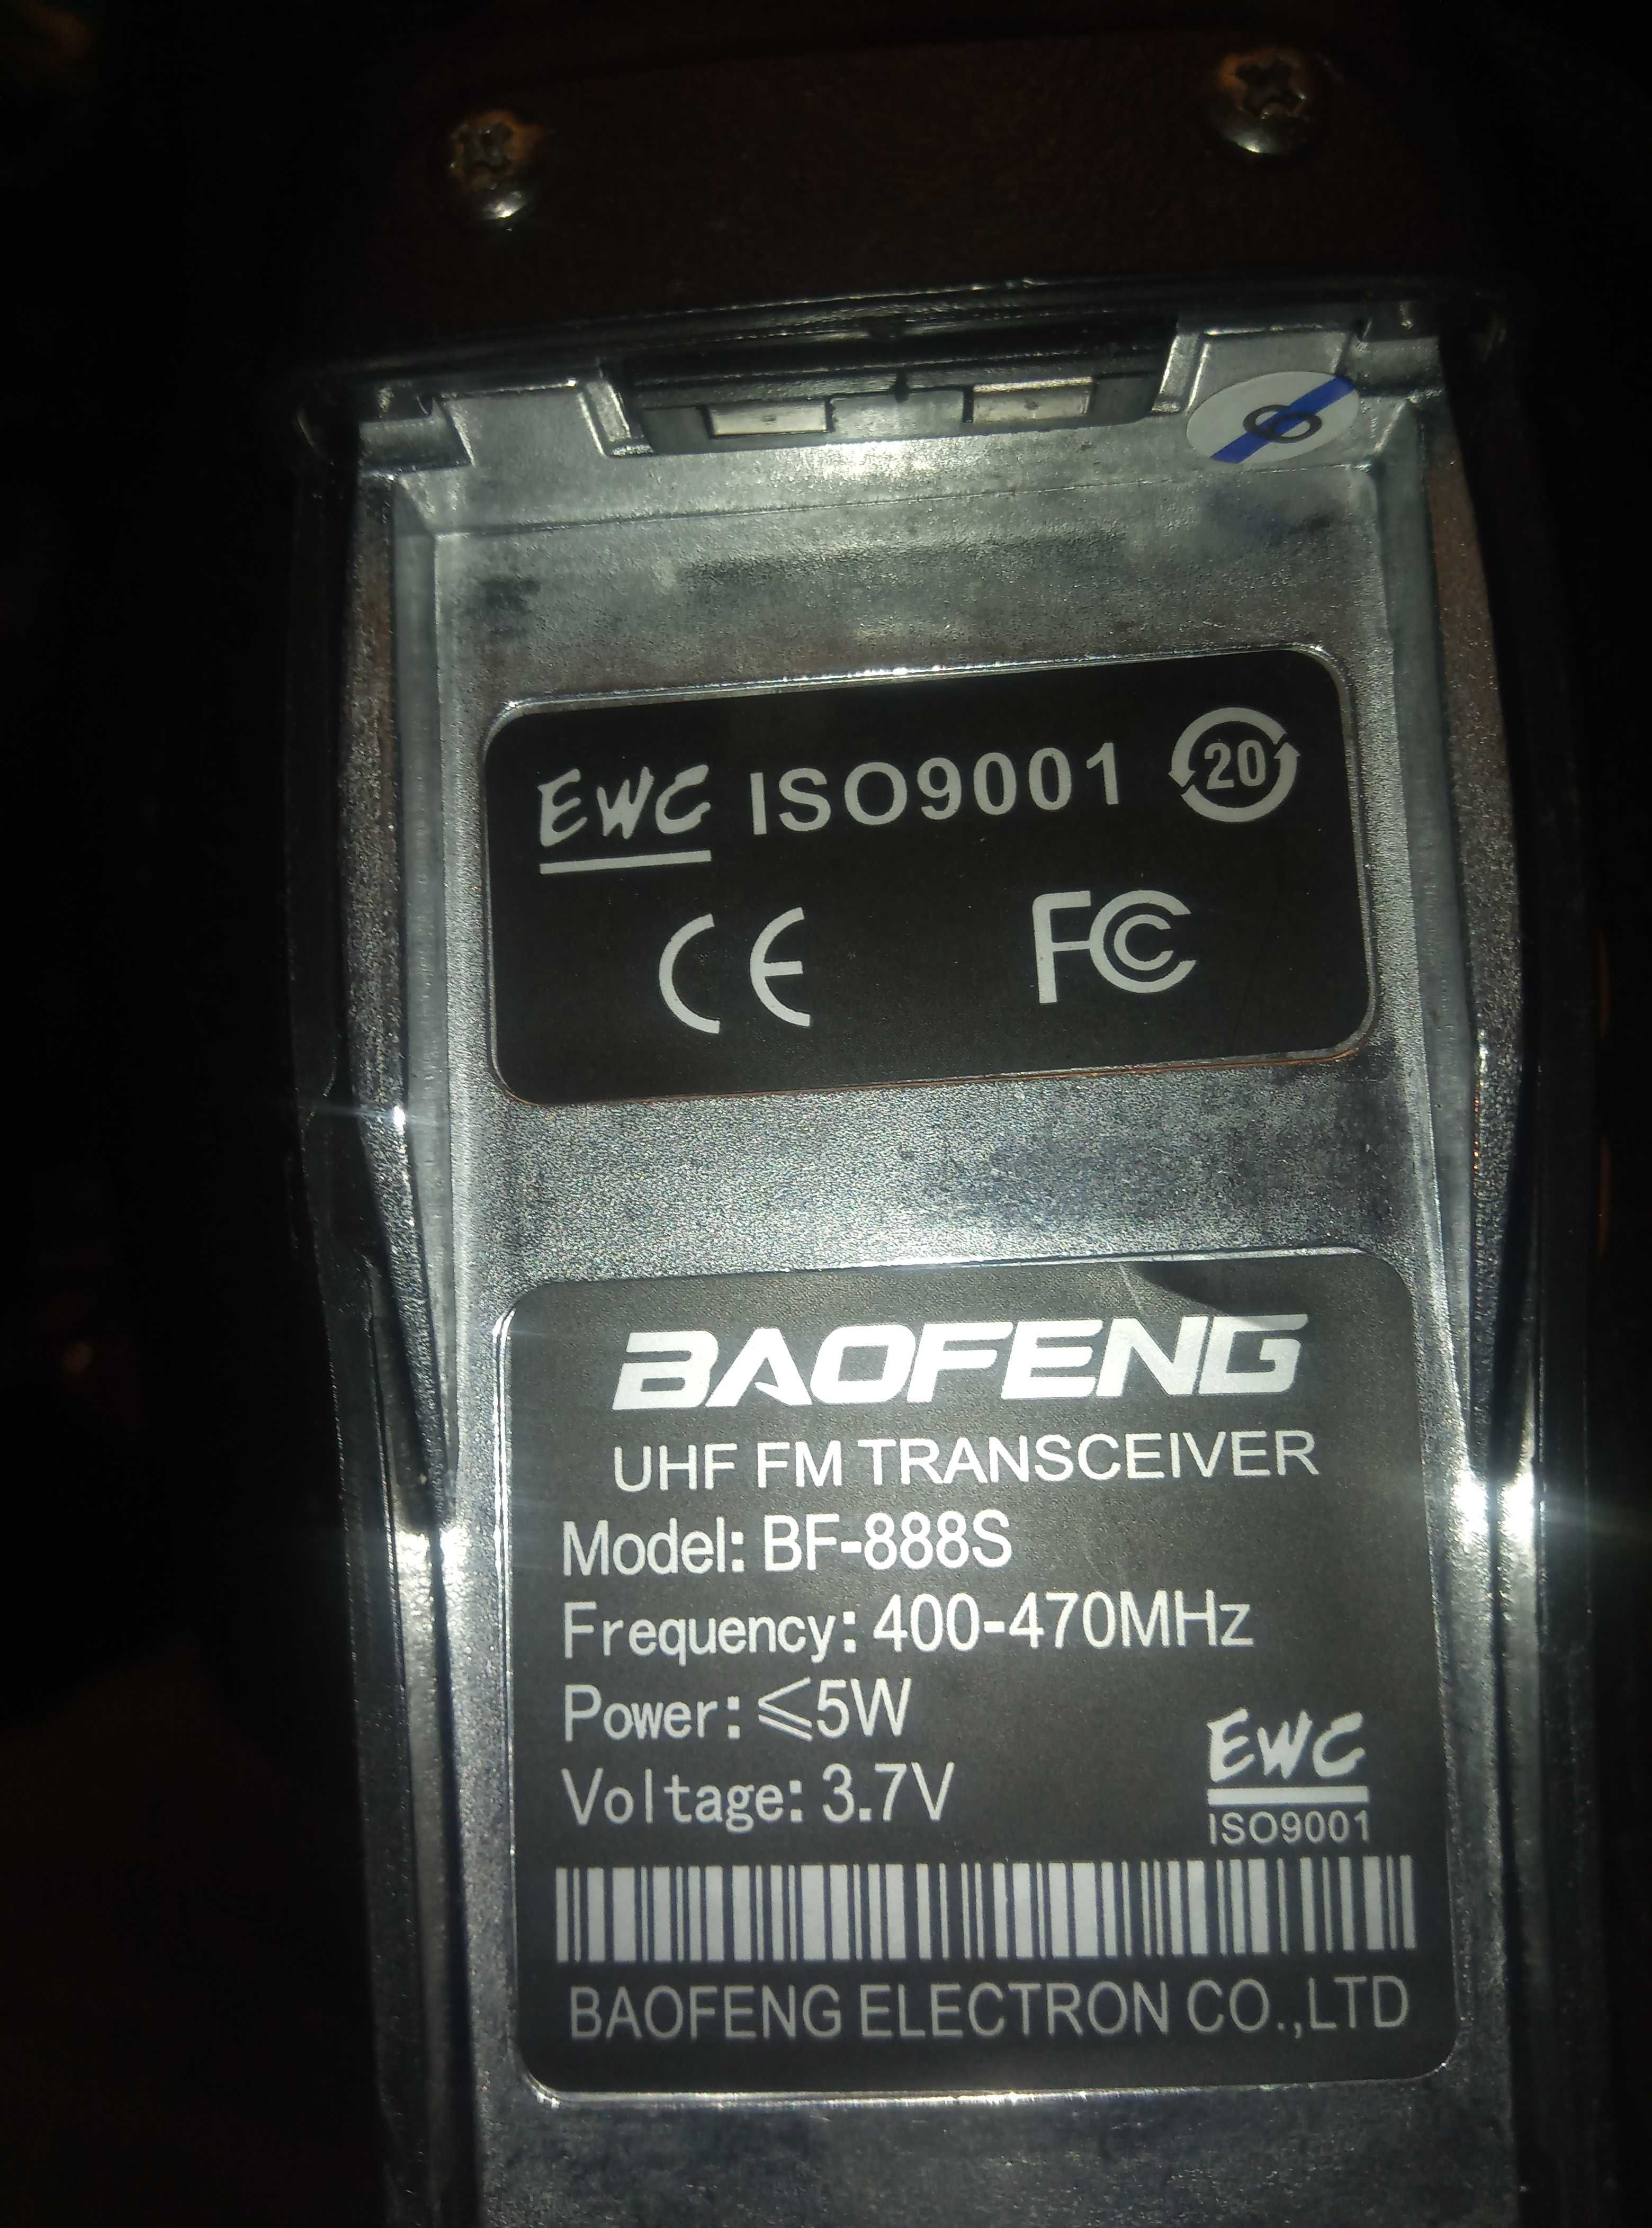 6
EWC ISO9001 20
CE FC
BAOFENG
UHF FM TRANSCEIVER
Model: BF-888S
Frequency: 400-470MHz
Power: ≤5W
Voltage: 3.7V
EWC
ISO9001
BAOFENG ELECTRON CO.,LTD